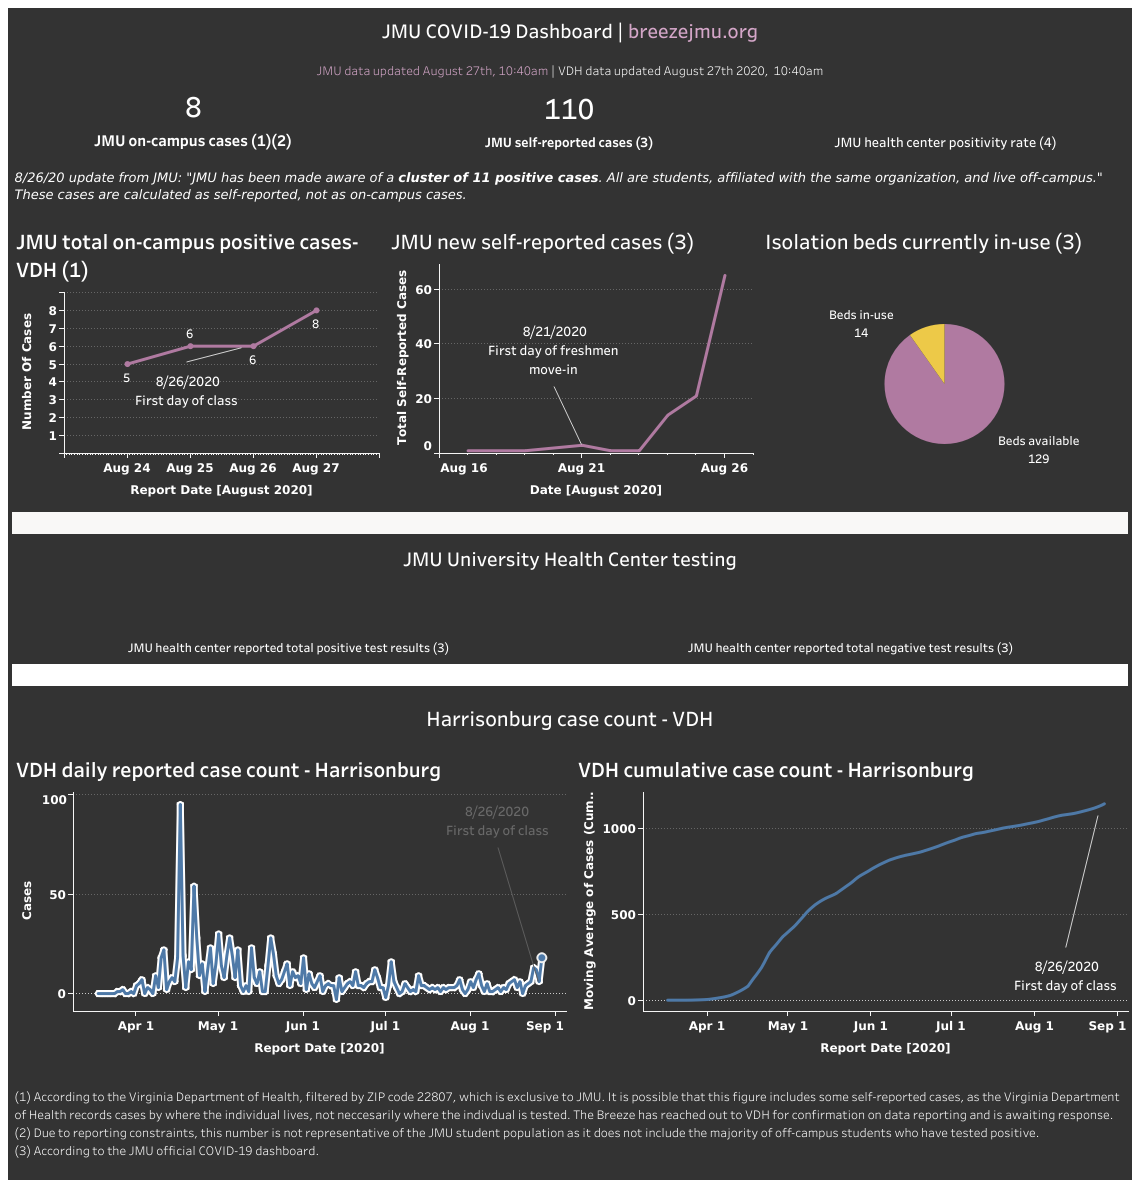 JMU COVID-19 Dashboard | breezejmu.org
JMU data updated August 27th, 10:40am | VDH data updated August 27th 2020,  10:40am
8
110
JMU on-campus cases (1)(2)
JMU self-reported cases (3)
JMU health center positivity rate (4)
8/26/20 update from JMU: "JMU has been made aware of a cluster of 11 positive cases. All are students, affiliated with the same organization, and live off-campus."
These cases are calculated as self-reported, not as on-campus cases.
JMU total on-campus positive cases-
VDH (1)
Number Of Cases
8
7
6
5
4
3
2
1
5
6
6
8
8/26/2020
First day of class
Aug 24
Aug 25
Aug 26
Aug 27
Report Date [August 2020]
JMU new self-reported cases (3)
Total Self-Reported Cases
60
40
20
0
8/21/2020
First day of freshmen
move-in
Aug 16
Aug 21
Aug 26
Date [August 2020]
Isolation beds currently in-use (3)
Beds in-use
14
Beds available
129
JMU University Health Center testing
JMU health center reported total positive test results (3)
JMU health center reported total negative test results (3)
Harrisonburg case count - VDH
VDH daily reported case count - Harrisonburg
Cases
100
50
0
8/26/2020
First day of class
Apr 1
May 1
Jun 1
Jul 1
Aug 1
Sep 1
Report Date [2020]
VDH cumulative case count - Harrisonburg
Moving Average of Cases (Cum..
1000
500
0
8/26/2020
First day of class
Apr 1
May 1
Jun 1
Jul 1
Aug 1
Sep 1
Report Date [2020]
(1) According to the Virginia Department of Health, filtered by ZIP code 22807, which is exclusive to JMU. It is possible that this figure includes some self-reported cases, as the Virginia Department
of Health records cases by where the individual lives, not neccesarily where the indivdual is tested. The Breeze has reached out to VDH for confirmation on data reporting and is awaiting response.
(2) Due to reporting constraints, this number is not representative of the JMU student population as it does not include the majority of off-campus students who have tested positive.
(3) According to the JMU official COVID-19 dashboard.